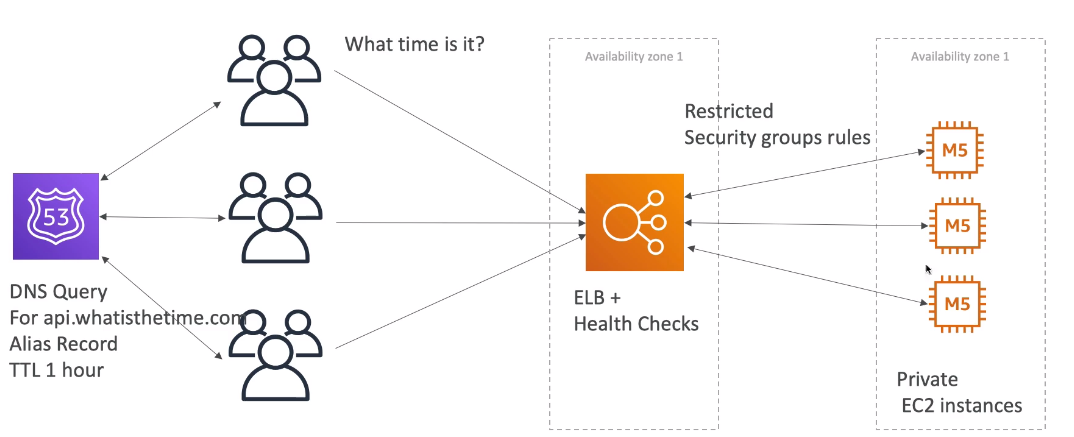 What time is it?
Availability zone 1
Availability zone 1
Restricted
Security groups rules
M5
M5
M5
53
DNS Query
For api.whatisthetime.com
Alias Record
TTL 1 hour
ELB +
Health Checks
Private
EC2 instances